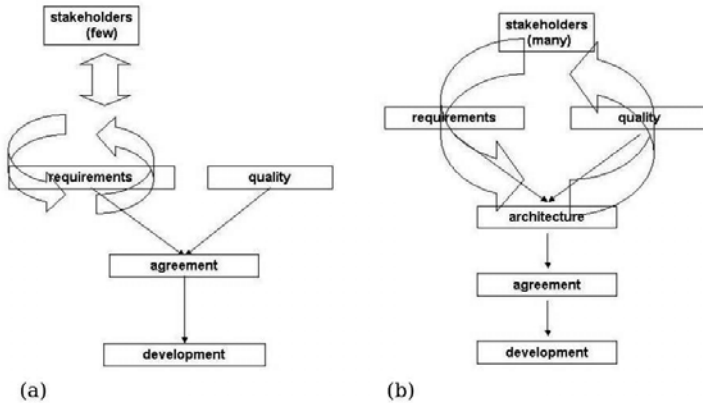 stakeholders
(few)
requirements
quality
agreement
development
(a)
stakeholders
(many)
requirements
quality
architecture
agreement
development
(b)